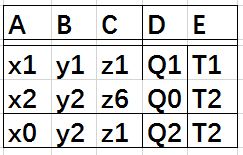 A B C D E
x1 y1 z1 Q1 T1
x2 y2 z6 Q0 T2
x0 y2 z1 Q2 T2